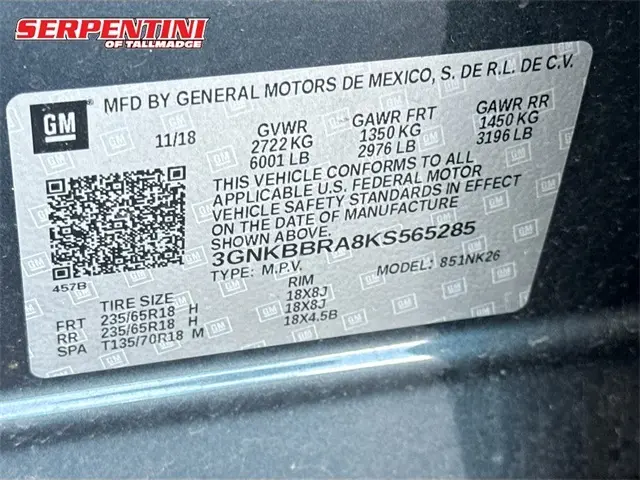 SERPENTINI
OF TALLMADGE
GM
MFD BY GENERAL MOTORS DE MEXICO, S. DE R.L. DE C.V.
11/18 GVWR GAWR FRT GAWR RR
2722 KG 1350 KG 1450 KG
6001 LB 2976 LB 3196 LB
THIS VEHICLE CONFORMS TO ALL
APPLICABLE U.S. FEDERAL MOTOR
VEHICLE SAFETY STANDARDS IN EFFECT
ON THE DATE OF MANUFACTURE
SHOWN ABOVE.
3GNKBBRA8KS565285
TYPE: M.P.V. MODEL: 851NK26
457B
TIRE SIZE RIM
FRT 235/65R18 H 18X8J
RR 235/65R18 H 18X8J
SPA T135/70R18 M 18X4.5B